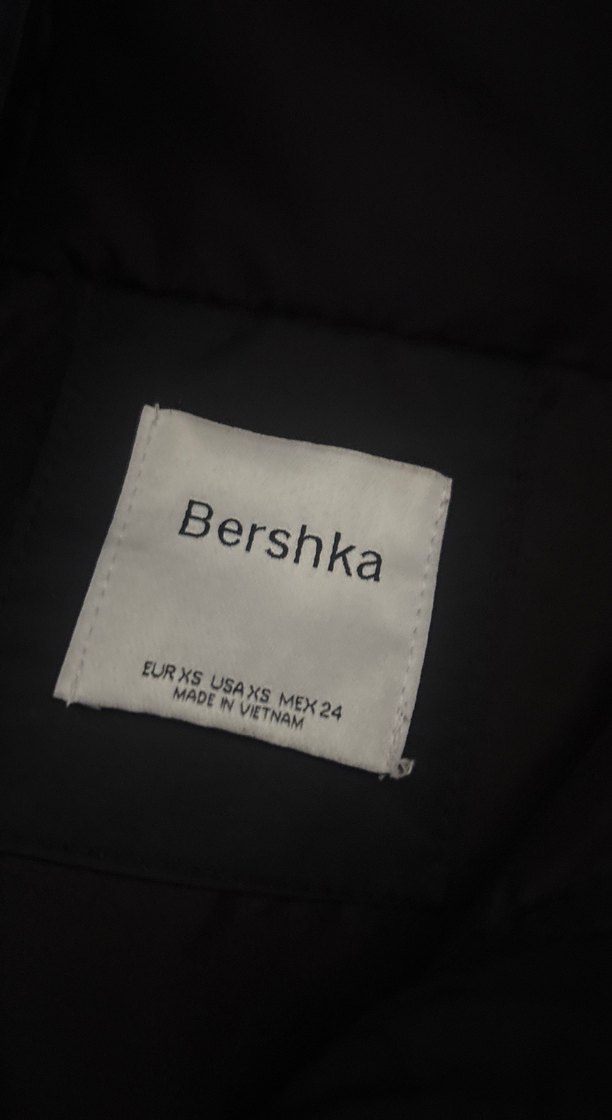 Bershka
EUR XS USA XS MEX 24
MADE IN VIETNAM